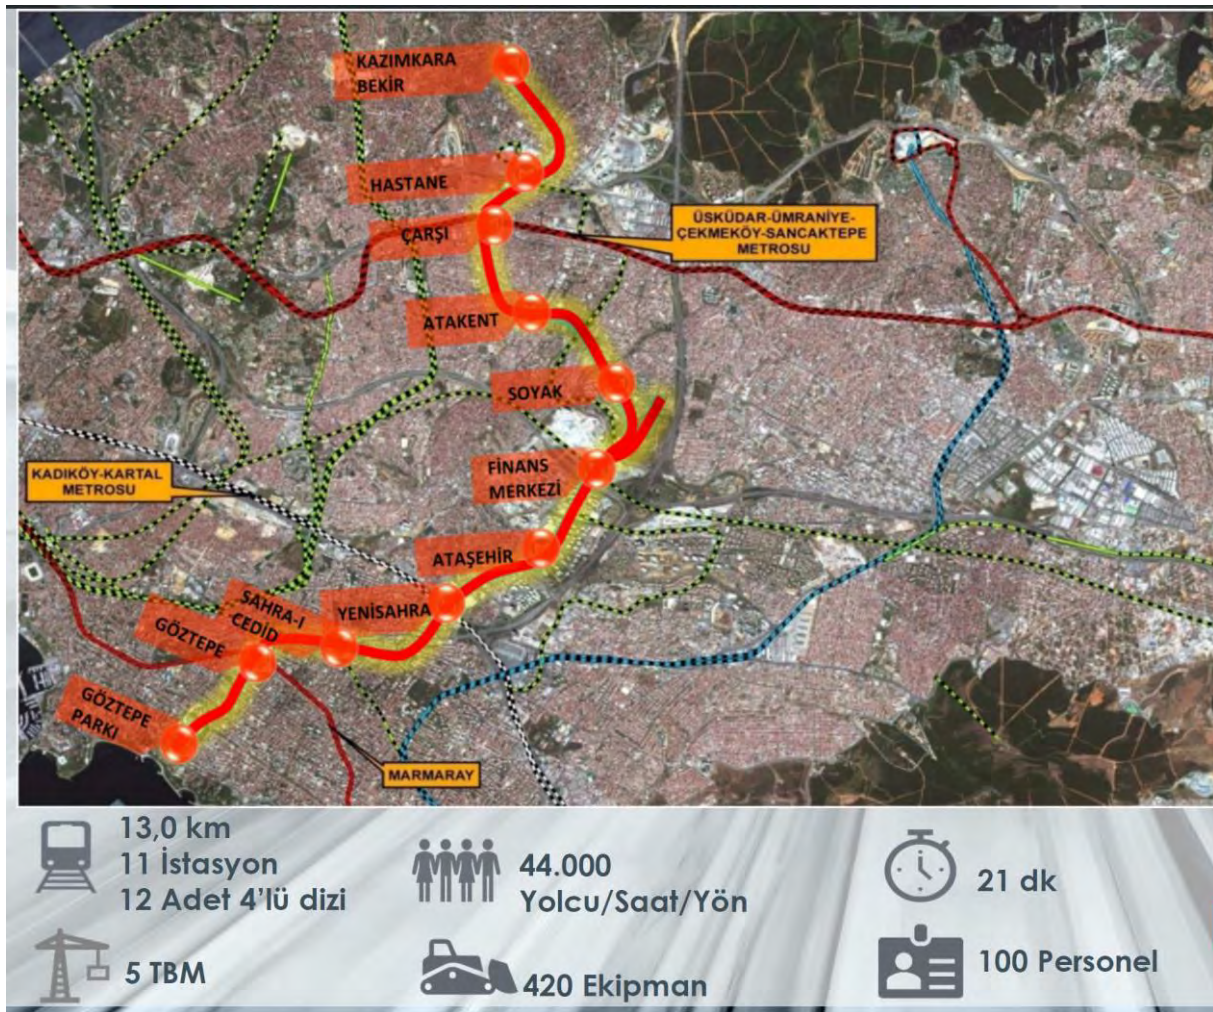 KAZIMKARA
BEKİR
HASTANE
ÇARŞI
ÜSKÜDAR-ÜMRANİYE-
ÇEKMEKÖY-SANCAKTEPE
METROSU
ATAKENT
SOYAK
FİNANS
MERKEZİ
KADIKÖY-KARTAL
METROSU
ATAŞEHİR
YENİSAHRA
SAHRA-I
CEDİD
GÖZTEPE
GÖZTEPE
PARKI
MARMARAY
13,0 km
11 İstasyon
12 Adet 4'lü dizi
44.000
Yolcu/Saat/Yön
21 dk
5 TBM
420 Ekipman
100 Personel